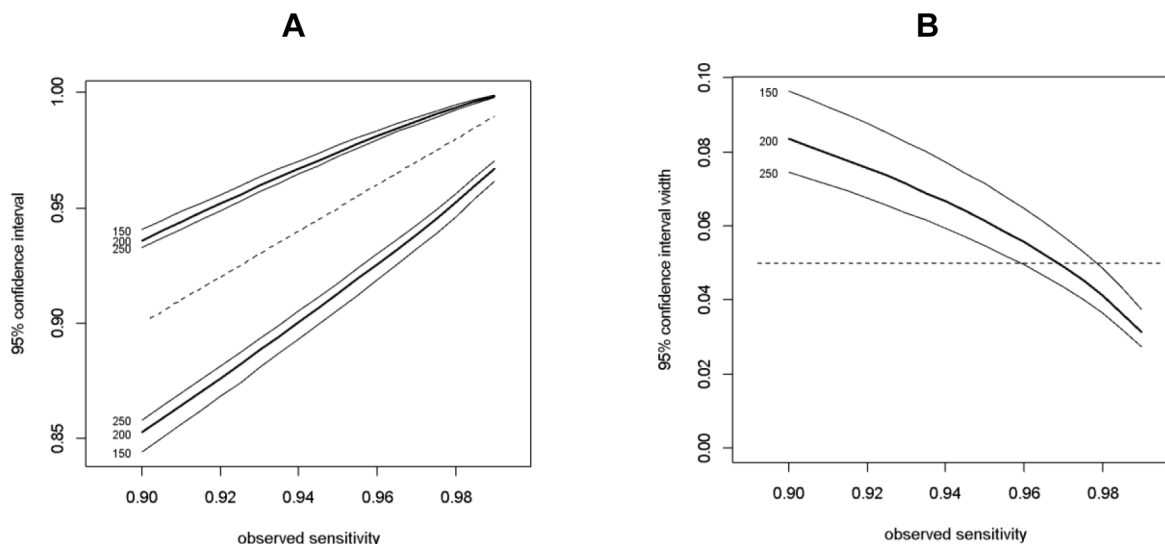 A
95% confidence interval
1.00
0.95
0.90
0.85
150
200
250
250
200
150
0.90 0.92 0.94 0.96 0.98
observed sensitivity
B
95% confidence interval width
0.10
0.08
0.06
0.04
0.02
0.00
150
200
250
0.90 0.92 0.94 0.96 0.98
observed sensitivity